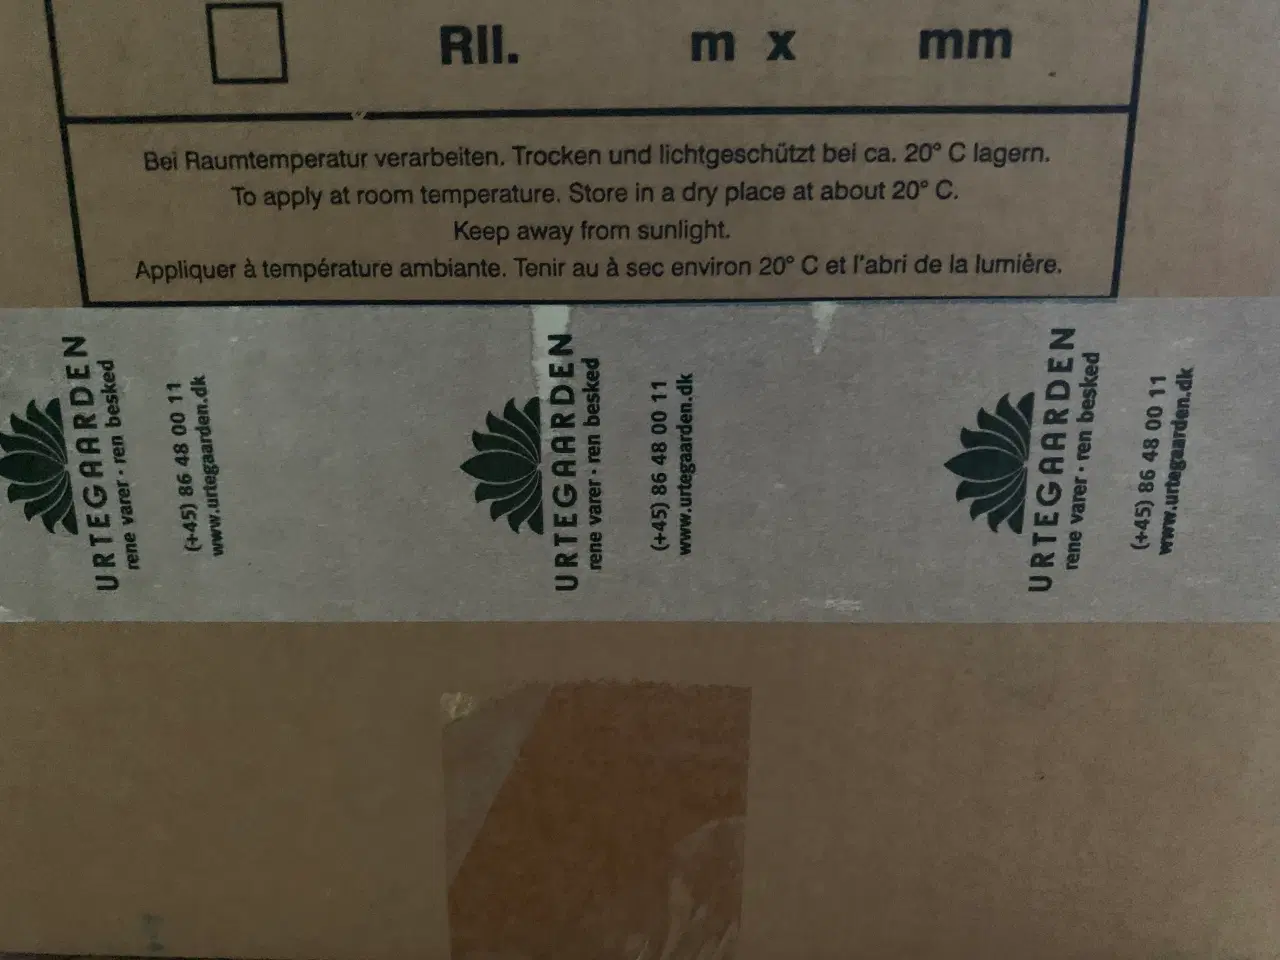 Rll. m x mm
Bei Raumtemperatur verarbeiten. Trocken und lichtgeschützt bei ca. 20° C lagern.
To apply at room temperature. Store in a dry place at about 20° C.
Keep away from sunlight.
Appliquer à température ambiante. Tenir au à sec environ 20° C et l'abri de la lumière.
URTEGAARDEN
rene varer · ren besked
(+45) 86 48 00 11
www.urtegaarden.dk
URTEGAARDEN
rene varer · ren besked
(+45) 86 48 00 11
www.urtegaarden.dk
URTEGAARDEN
rene varer · ren besked
(+45) 86 48 00 11
www.urtegaarden.dk